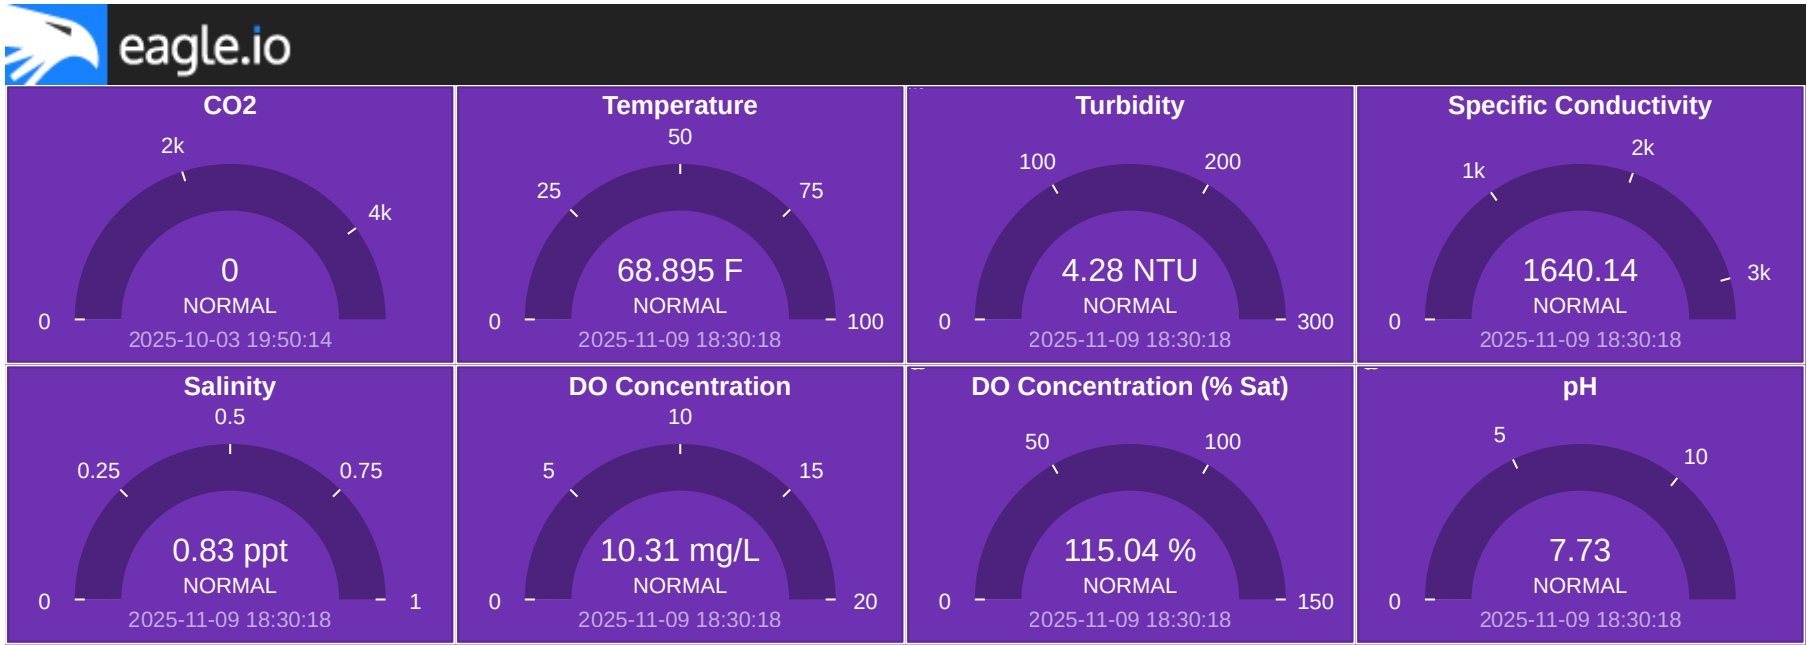 eagle.io
CO2
2k
4k
0
0
NORMAL
2025-10-03 19:50:14
Temperature
50
25
75
68.895 F
NORMAL
0
100
2025-11-09 18:30:18
Turbidity
100
200
4.28 NTU
NORMAL
0
300
2025-11-09 18:30:18
Specific Conductivity
2k
1k
3k
1640.14
NORMAL
0
2025-11-09 18:30:18
Salinity
0.5
0.25
0.75
0.83 ppt
NORMAL
0
1
2025-11-09 18:30:18
DO Concentration
10
5
15
10.31 mg/L
NORMAL
0
20
2025-11-09 18:30:18
DO Concentration (% Sat)
50
100
115.04 %
NORMAL
0
150
2025-11-09 18:30:18
pH
5
10
7.73
NORMAL
0
2025-11-09 18:30:18